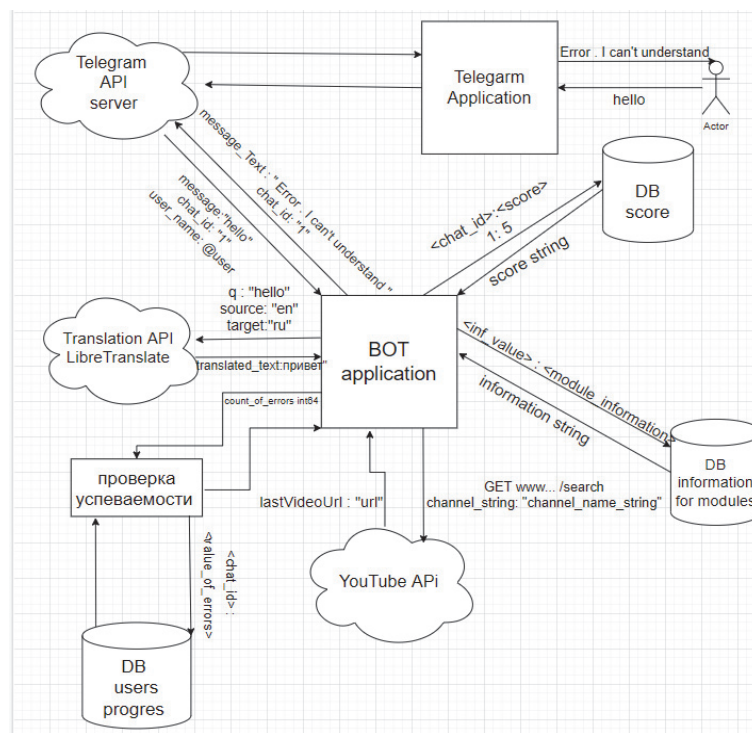 Telegram
API
server
Telegarm
Application
Error . I can't understand
hello
Actor
message_Text : " Error . I can't understand "
chat_id: "1"
message:"hello"
chat_id: "1"
user_name: @user
<chat_id>:<score>
1: 5
score string
DB
score
q : "hello"
source: "en"
target:"ru"
Translation API
LibreTranslate
translated_text:привет"
BOT
application
<inf_value> : <module_information>
information string
count_of_errors int64
проверка
успеваемости
lastVideoUrl : "url"
GET www... /search
channel_string: "channel_name_string"
DB
information
for modules
YouTube APi
<chat_id> :
<value_of_errors>
DB
users
progres